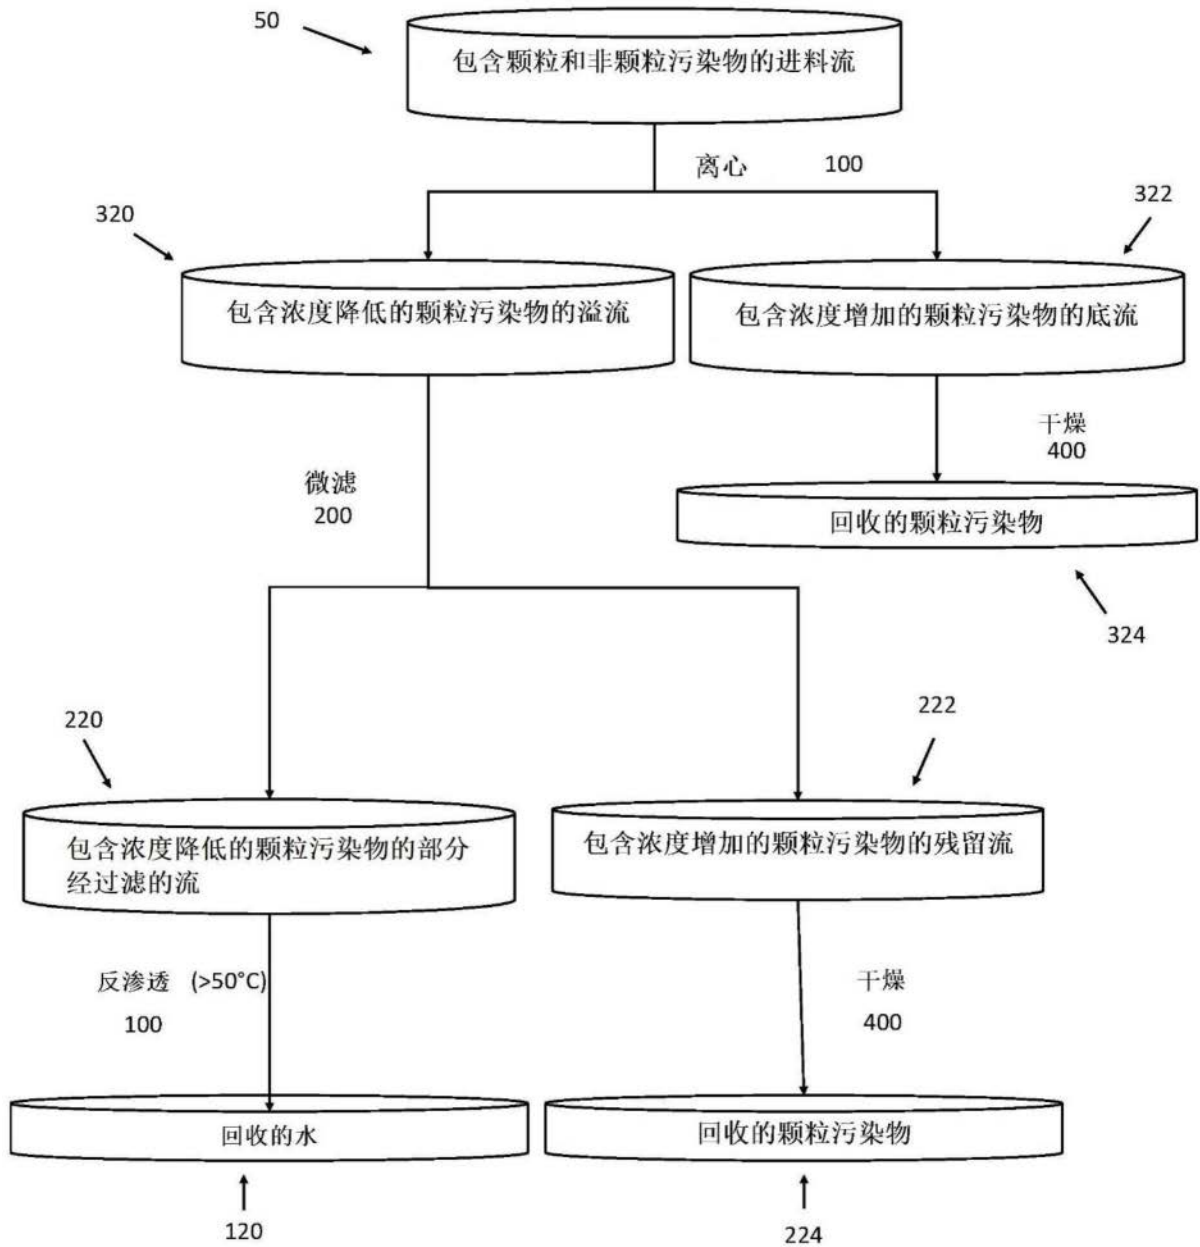 50
包含颗粒和非颗粒污染物的进料流
离心 100
320
322
包含浓度降低的颗粒污染物的溢流
包含浓度增加的颗粒污染物的底流
干燥
400
微滤
200
回收的颗粒污染物
324
220
222
包含浓度降低的颗粒污染物的部分
经过滤的流
包含浓度增加的颗粒污染物的残留流
反渗透 (>50°C)
100
干燥
400
回收的水
回收的颗粒污染物
120
224